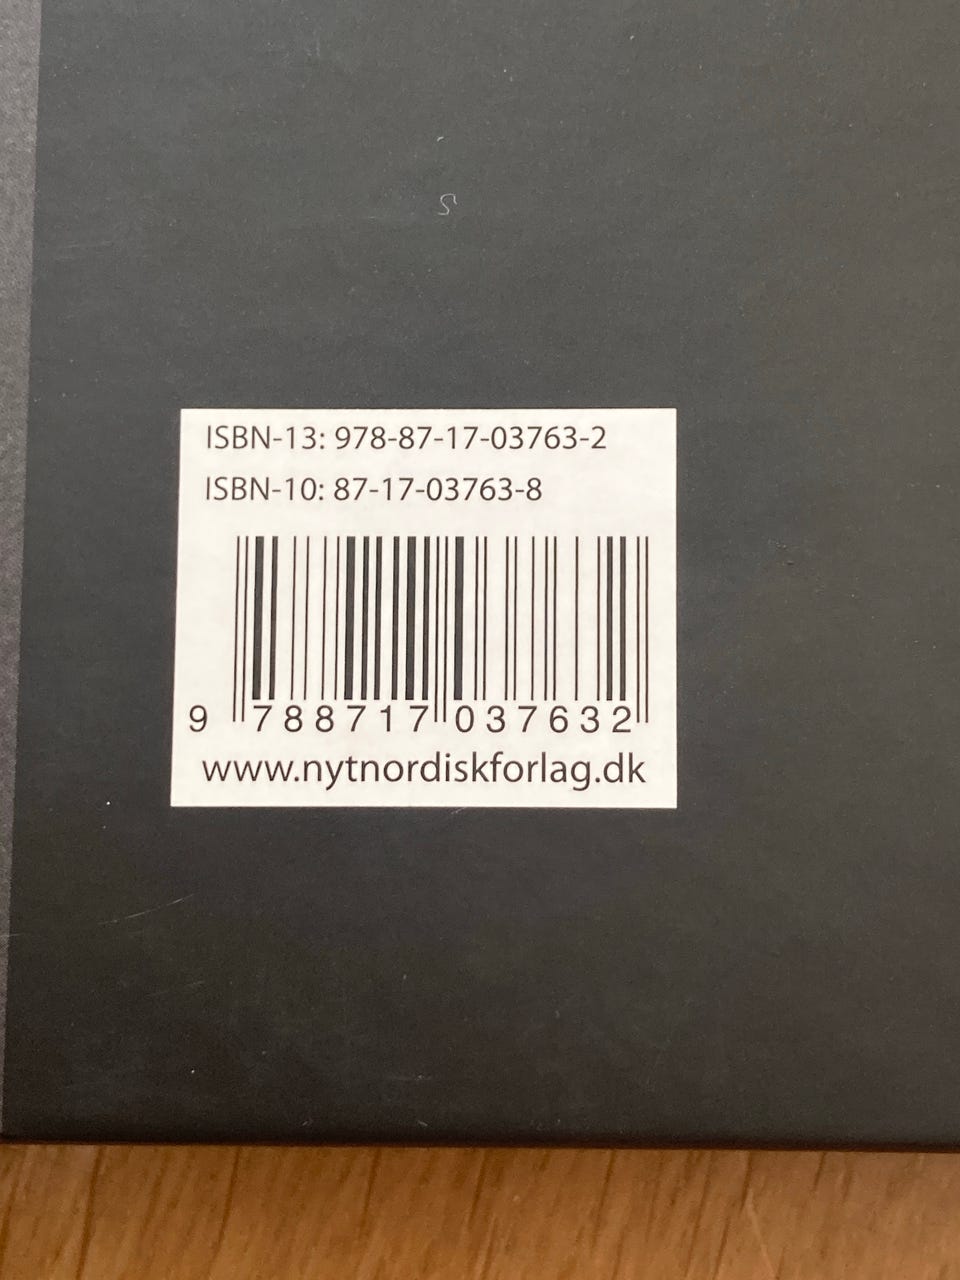 ISBN-13: 978-87-17-03763-2
ISBN-10: 87-17-03763-8
9 788717 037632
www.nytnordiskforlag.dk